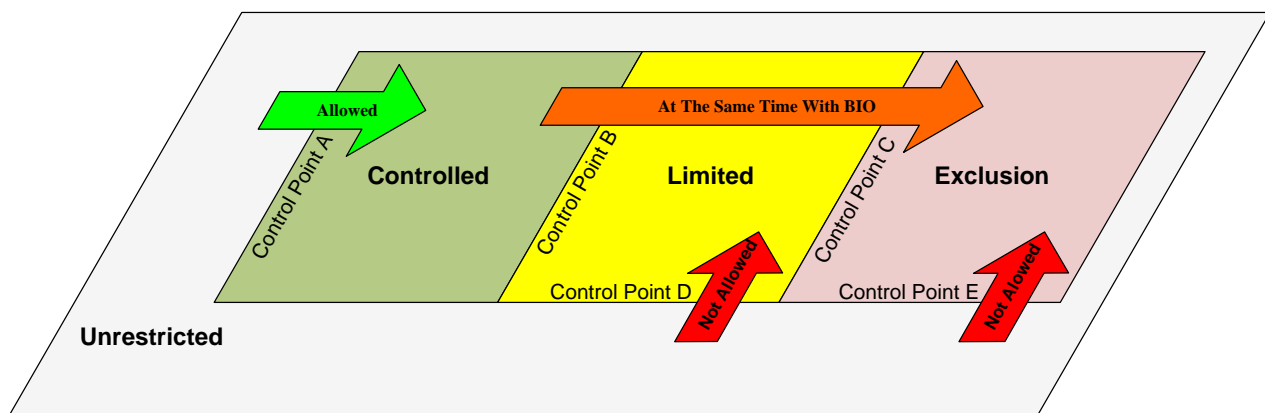 Allowed
At The Same Time With BIO
Control Point A
Controlled
Control Point B
Limited
Control Point C
Exclusion
Control Point D
Not Allowed
Control Point E
Not Alowed
Unrestricted